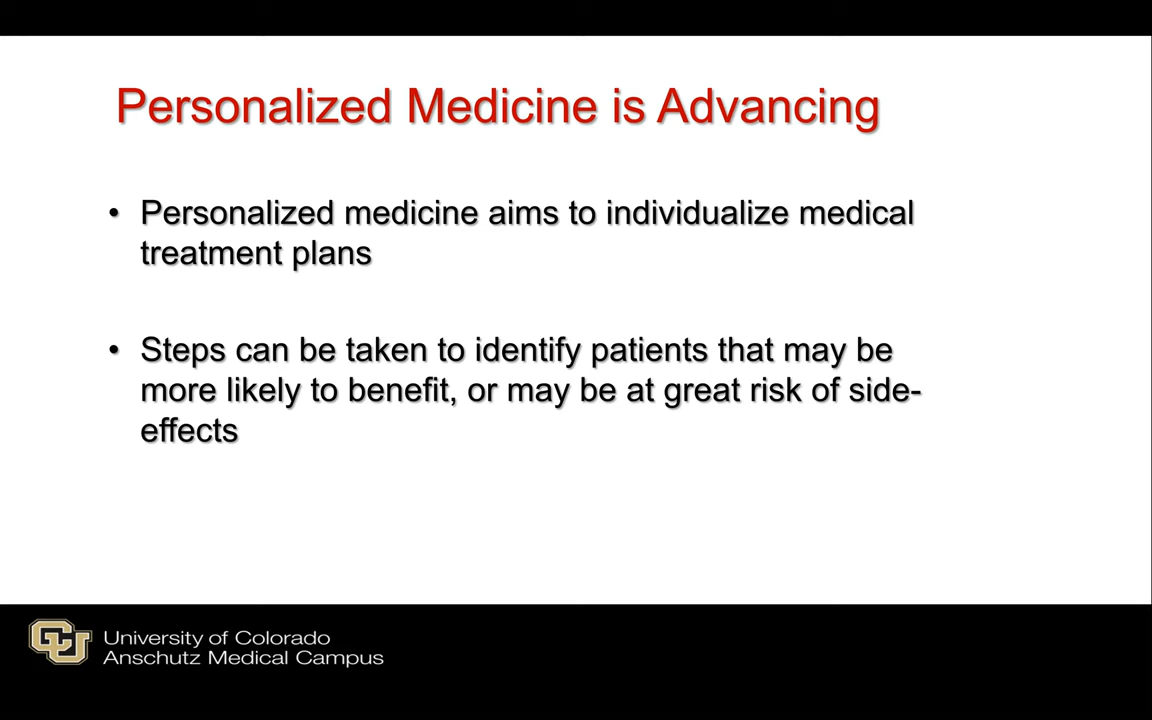 Personalized Medicine is Advancing
• Personalized medicine aims to individualize medical
treatment plans
• Steps can be taken to identify patients that may be
more likely to benefit, or may be at great risk of side-
effects
CU
University of Colorado
Anschutz Medical Campus